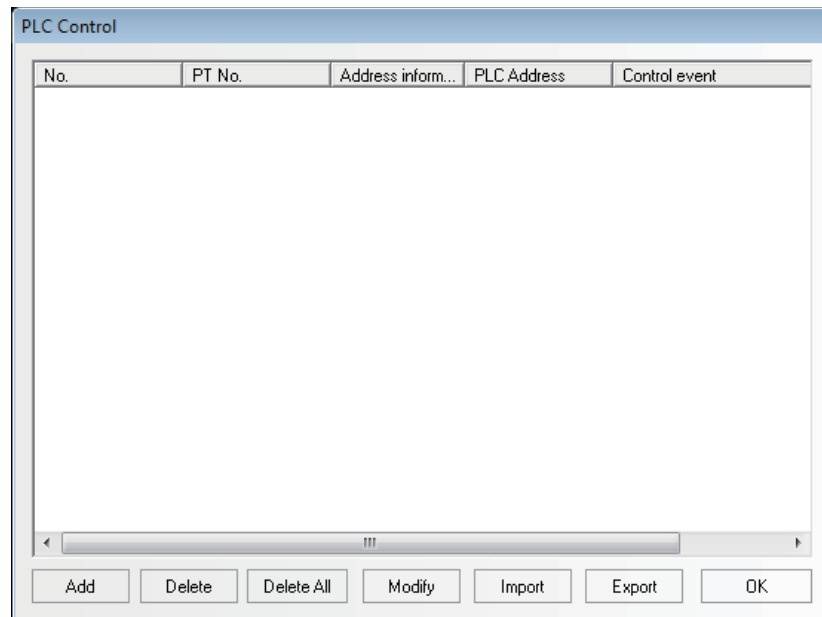 PLC Control
No. PT No. Address inform... PLC Address Control event
Add Delete Delete All Modify Import Export OK